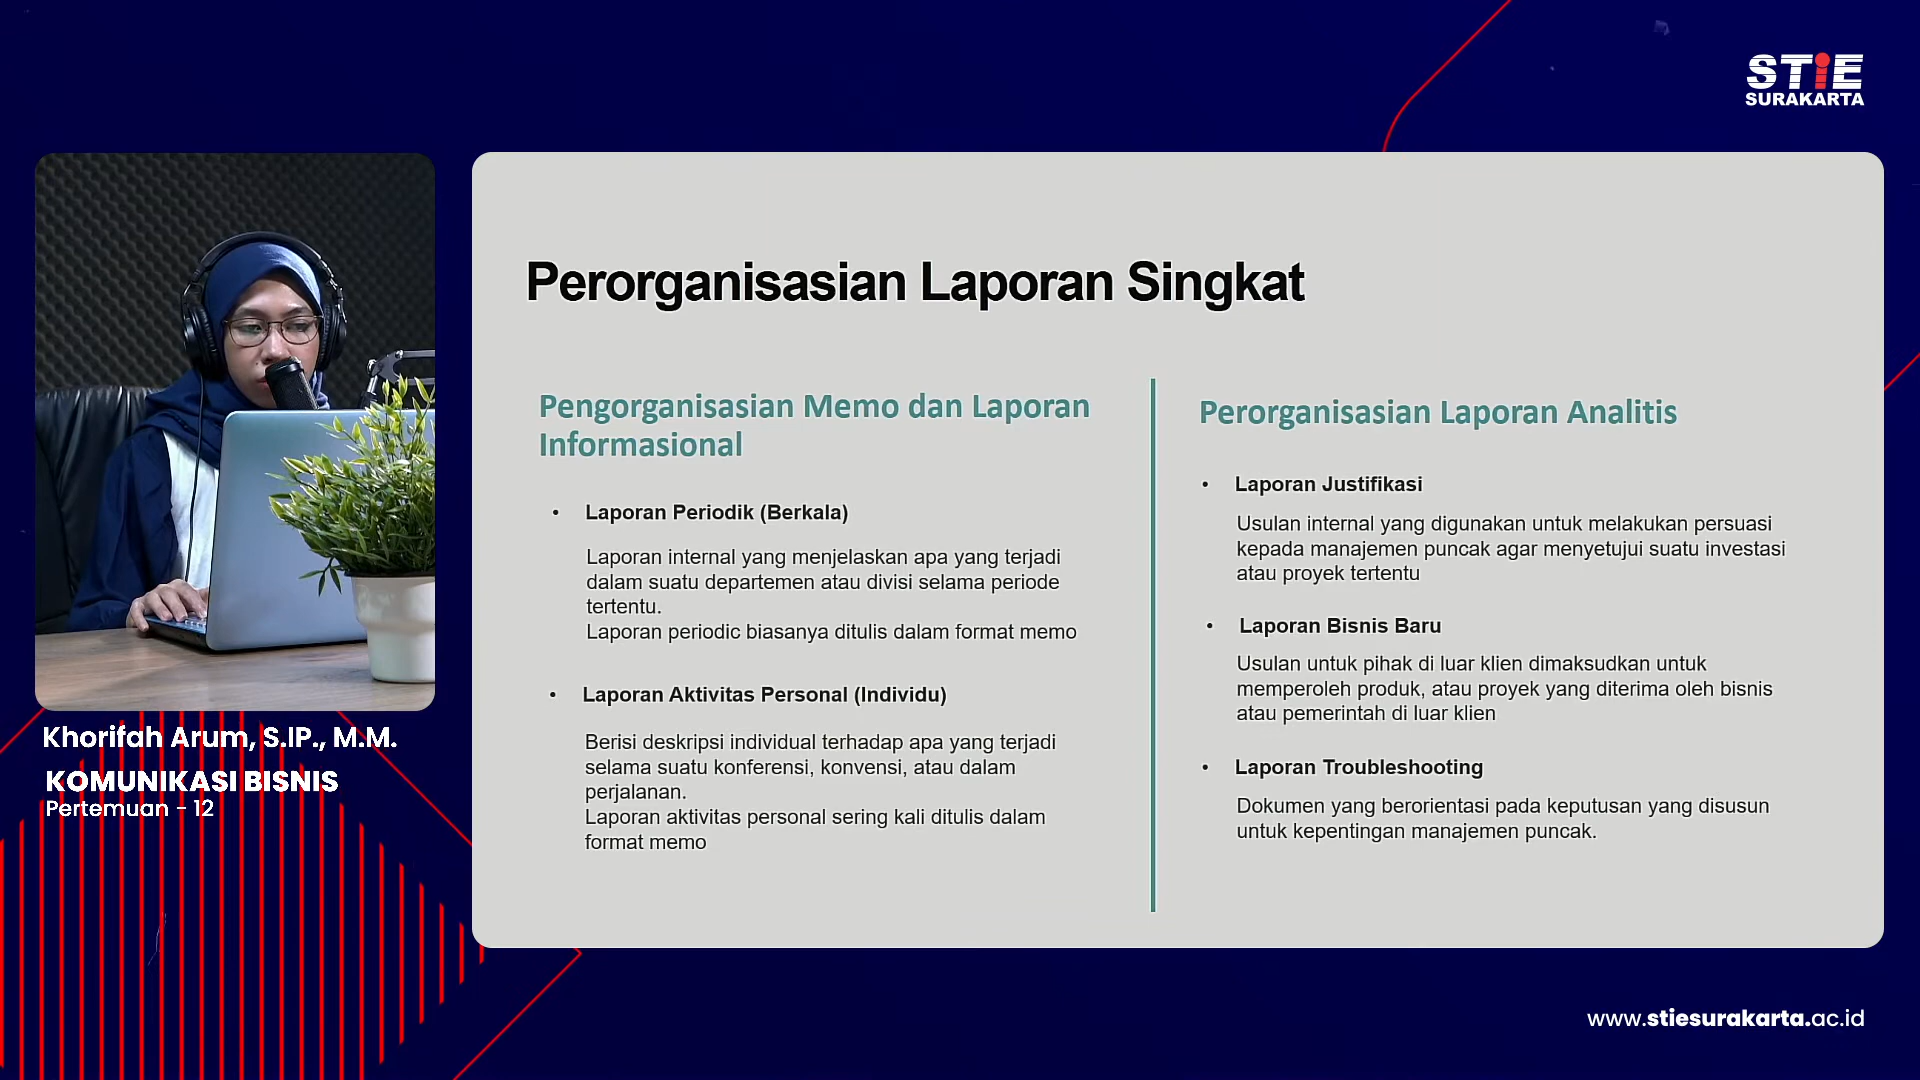 STiE
SURAKARTA
Perorganisasian Laporan Singkat
Pengorganisasian Memo dan Laporan
Informasional
• Laporan Periodik (Berkala)
Laporan internal yang menjelaskan apa yang terjadi
dalam suatu departemen atau divisi selama periode
tertentu.
Laporan periodic biasanya ditulis dalam format memo
• Laporan Aktivitas Personal (Individu)
Berisi deskripsi individual terhadap apa yang terjadi
selama suatu konferensi, konvensi, atau dalam
perjalanan.
Laporan aktivitas personal sering kali ditulis dalam
format memo
Perorganisasian Laporan Analitis
• Laporan Justifikasi
Usulan internal yang digunakan untuk melakukan persuasi
kepada manajemen puncak agar menyetujui suatu investasi
atau proyek tertentu
• Laporan Bisnis Baru
Usulan untuk pihak di luar klien dimaksudkan untuk
memperoleh produk, atau proyek yang diterima oleh bisnis
atau pemerintah di luar klien
• Laporan Troubleshooting
Dokumen yang berorientasi pada keputusan yang disusun
untuk kepentingan manajemen puncak.
Khorifah Arum, S.IP., M.M.
KOMUNIKASI BISNIS
Pertemuan - 12
www.stiesurakarta.ac.id